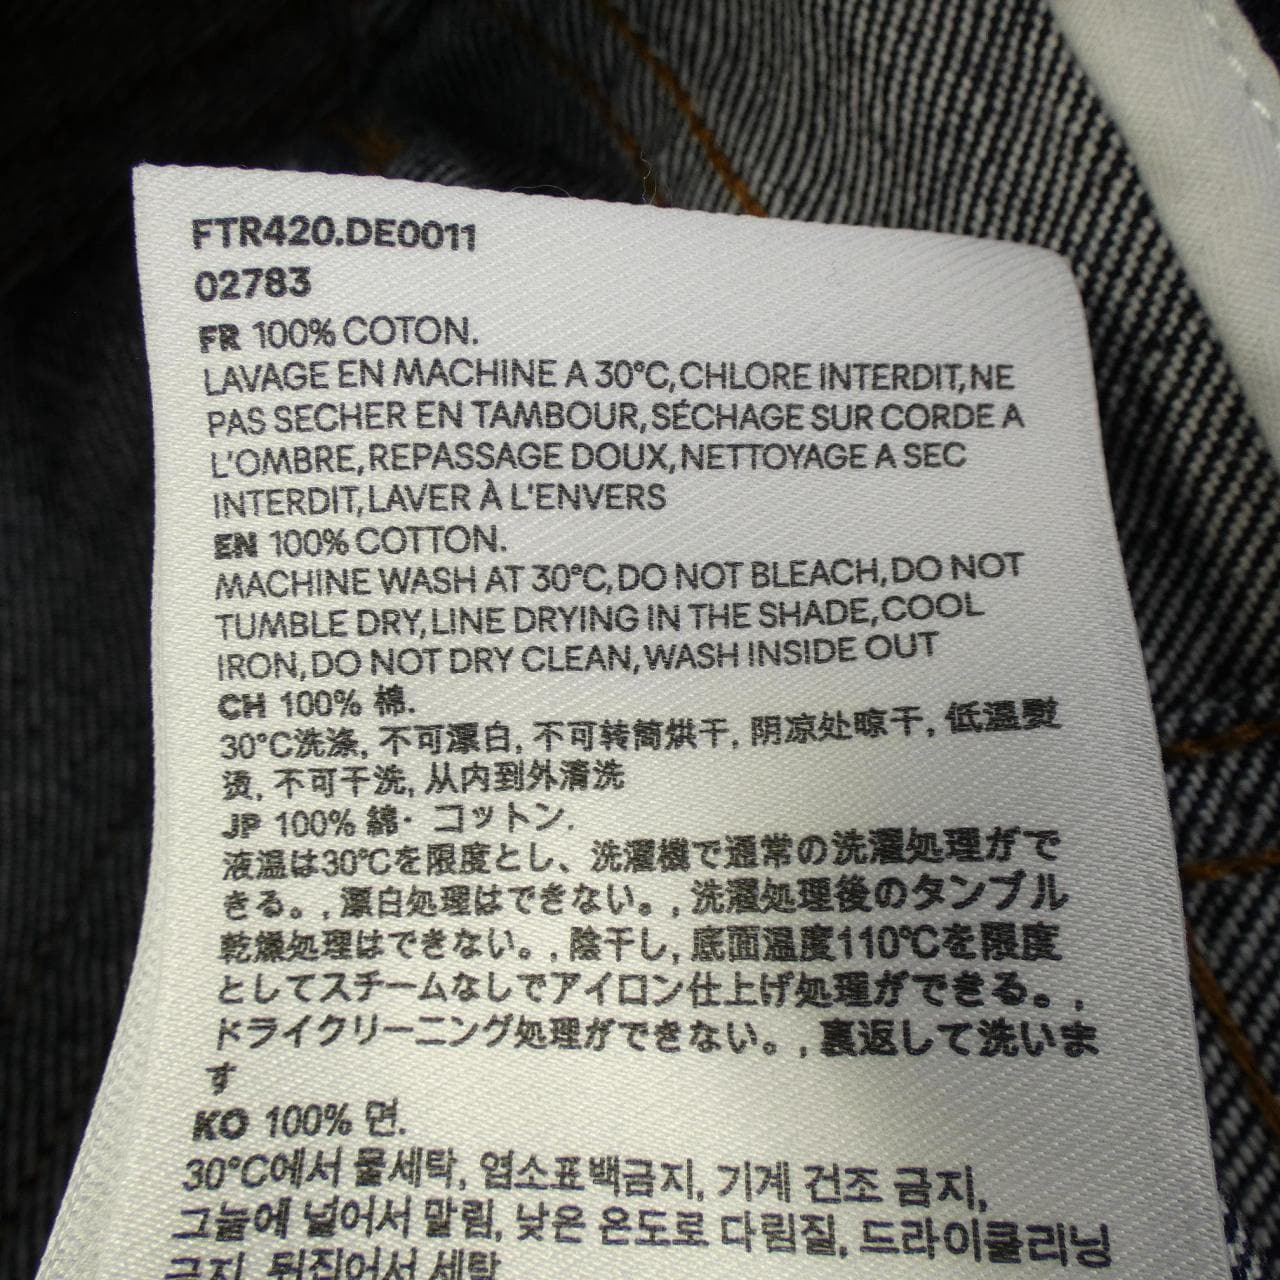 FTR420.DE0011
02783
FR 100% COTON.
LAVAGE EN MACHINE A 30°C, CHLORE INTERDIT, NE
PAS SECHER EN TAMBOUR, SÉCHAGE SUR CORDE A
L'OMBRE, REPASSAGE DOUX, NETTOYAGE A SEC
INTERDIT, LAVER À L'ENVERS
EN 100% COTTON.
MACHINE WASH AT 30°C, DO NOT BLEACH, DO NOT
TUMBLE DRY, LINE DRYING IN THE SHADE, COOL
IRON, DO NOT DRY CLEAN, WASH INSIDE OUT
CH 100% 棉.
30°C洗涤, 不可漂白, 不可转筒烘干, 阴凉处晾干, 低温熨
烫, 不可干洗, 从内到外清洗
JP 100% 綿・ コットン.
液温は30℃を限度とし、洗濯機で通常の洗濯処理がで
きる。, 漂白処理はできない。, 洗濯処理後のタンブル
乾燥処理はできない。, 陰干し, 底面温度110℃を限度
としてスチームなしでアイロン仕上げ処理ができる。,
ドライクリーニング処理ができない。, 裏返して洗いま
す
KO 100% 면.
30°C에서 물세탁, 염소표백금지, 기계 건조 금지,
그늘에 널어서 말림, 낮은 온도로 다림질, 드라이클리닝
금지, 뒤집어서 세탁